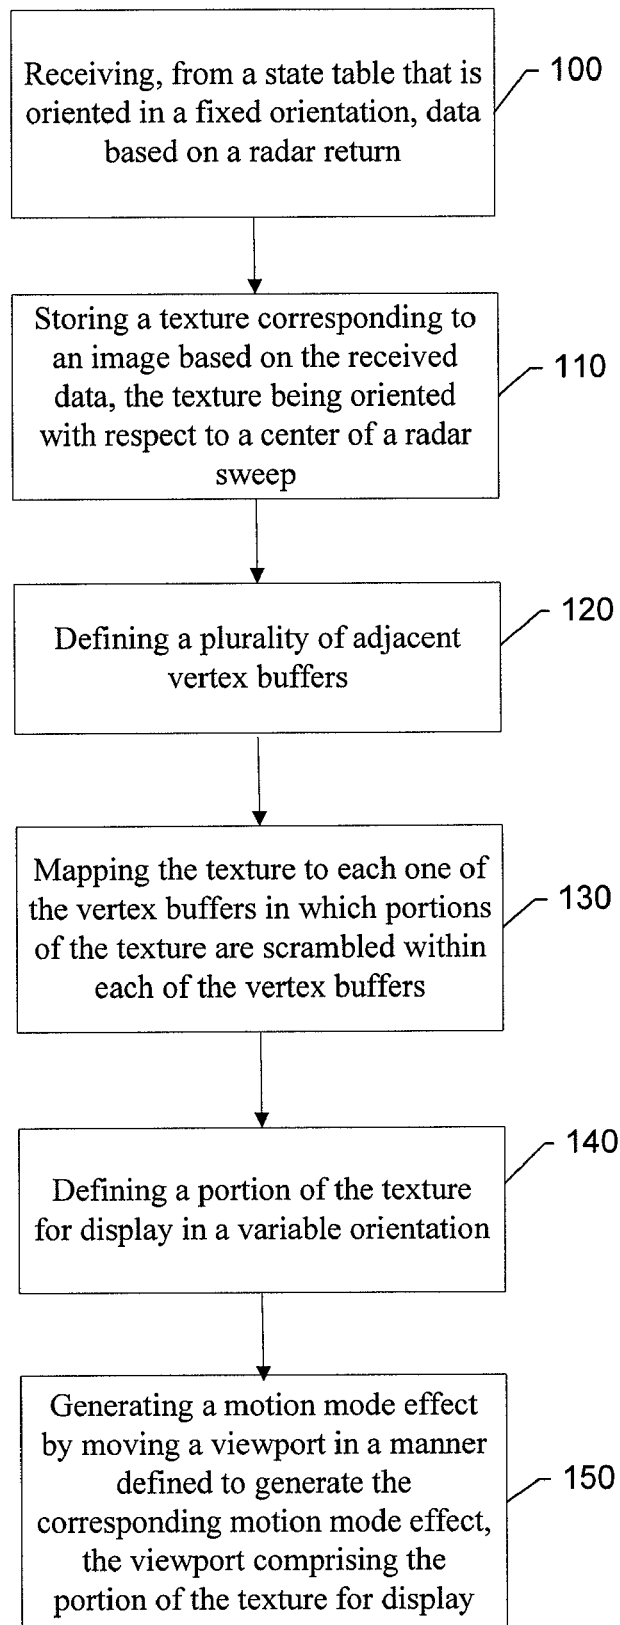 Receiving, from a state table that is
oriented in a fixed orientation, data
based on a radar return
100
Storing a texture corresponding to
an image based on the received
data, the texture being oriented
with respect to a center of a radar
sweep
110
Defining a plurality of adjacent
vertex buffers
120
Mapping the texture to each one of
the vertex buffers in which portions
of the texture are scrambled within
each of the vertex buffers
130
Defining a portion of the texture
for display in a variable orientation
140
Generating a motion mode effect
by moving a viewport in a manner
defined to generate the
corresponding motion mode effect,
the viewport comprising the
portion of the texture for display
150